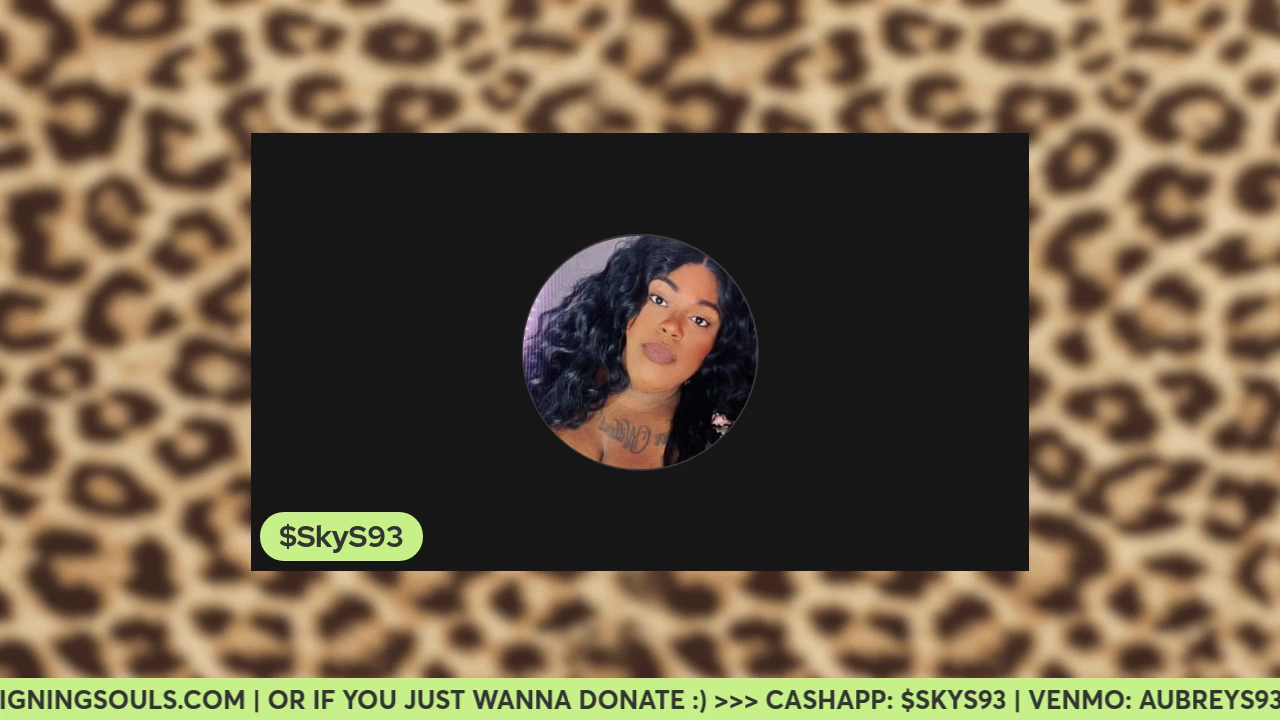 $SkyS93
IGNINGSOULS.COM | OR IF YOU JUST WANNA DONATE :) >>> CASHAPP: $SKYS93 | VENMO: AUBREYS93